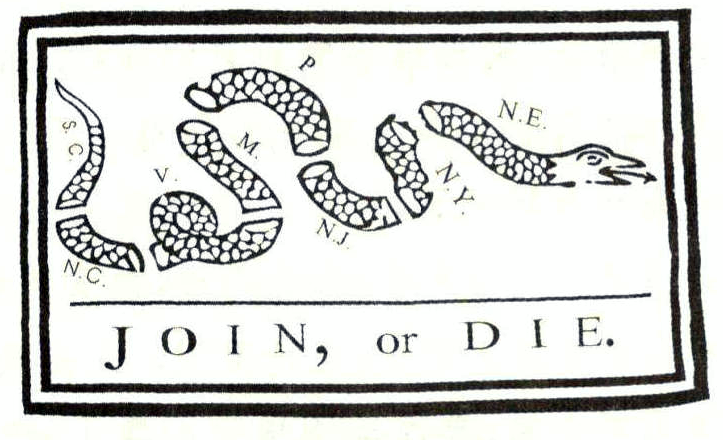 P.
S. C.
M.
N.E.
V.
N.Y.
N.J.
N.C.
JOIN, or DIE.